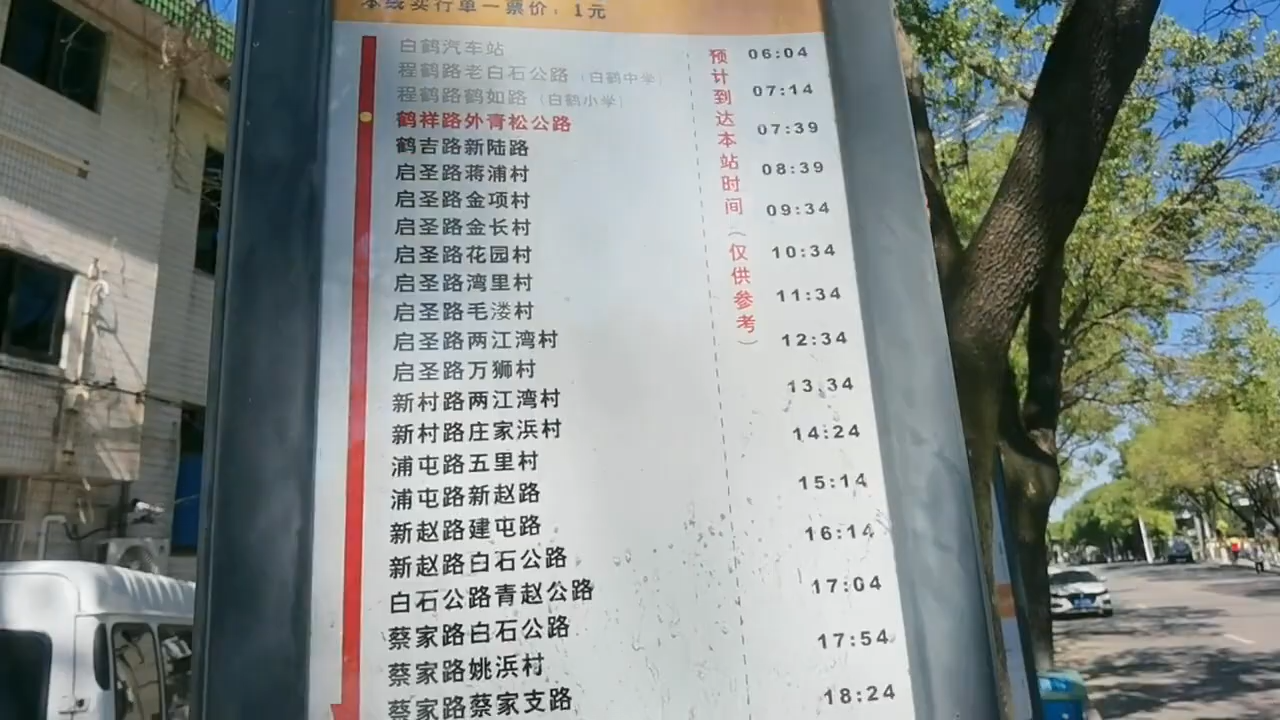 本线实行单一票价：1元
白鹤汽车站
程鹤路老白石公路（白鹤中学）
程鹤路鹤如路（白鹤小学）
鹤祥路外青松公路
鹤吉路新陆路
启圣路蒋浦村
启圣路金项村
启圣路金长村
启圣路花园村
启圣路湾里村
启圣路毛溇村
启圣路两江湾村
启圣路万狮村
新村路两江湾村
新村路庄家浜村
浦屯路五里村
浦屯路新赵路
新赵路建屯路
新赵路白石公路
白石公路青赵公路
蔡家路白石公路
蔡家路姚浜村
蔡家路蔡家支路
预计到达本站时间（仅供参考）
06:04
07:14
07:39
08:39
09:34
10:34
11:34
12:34
13.34
14:24
15:14
16:14
17:04
17:54
18:24